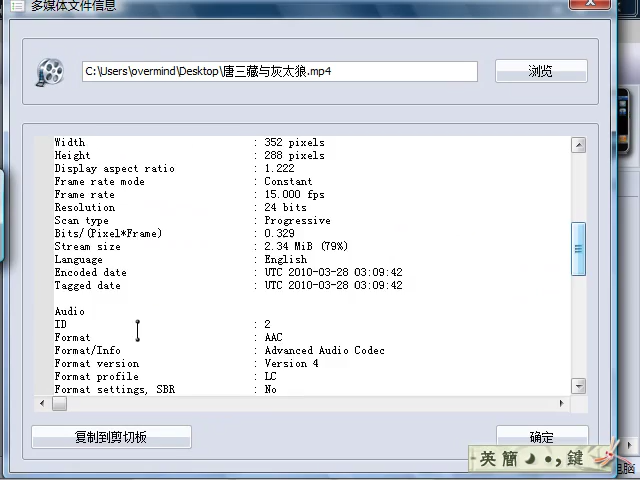 多媒体文件信息
C:\Users\overmind\Desktop\唐三藏与灰太狼.mp4
浏览
Width : 352 pixels
Height : 288 pixels
Display aspect ratio : 1.222
Frame rate mode : Constant
Frame rate : 15.000 fps
Resolution : 24 bits
Scan type : Progressive
Bits/(Pixel*Frame) : 0.329
Stream size : 2.34 MiB (79%)
Language : English
Encoded date : UTC 2010-03-28 03:09:42
Tagged date : UTC 2010-03-28 03:09:42
Audio
ID : 2
Format : AAC
Format/Info : Advanced Audio Codec
Format version : Version 4
Format profile : LC
Format settings, SBR : No
复制到剪切板
确定
英 簡 鍵
电脑